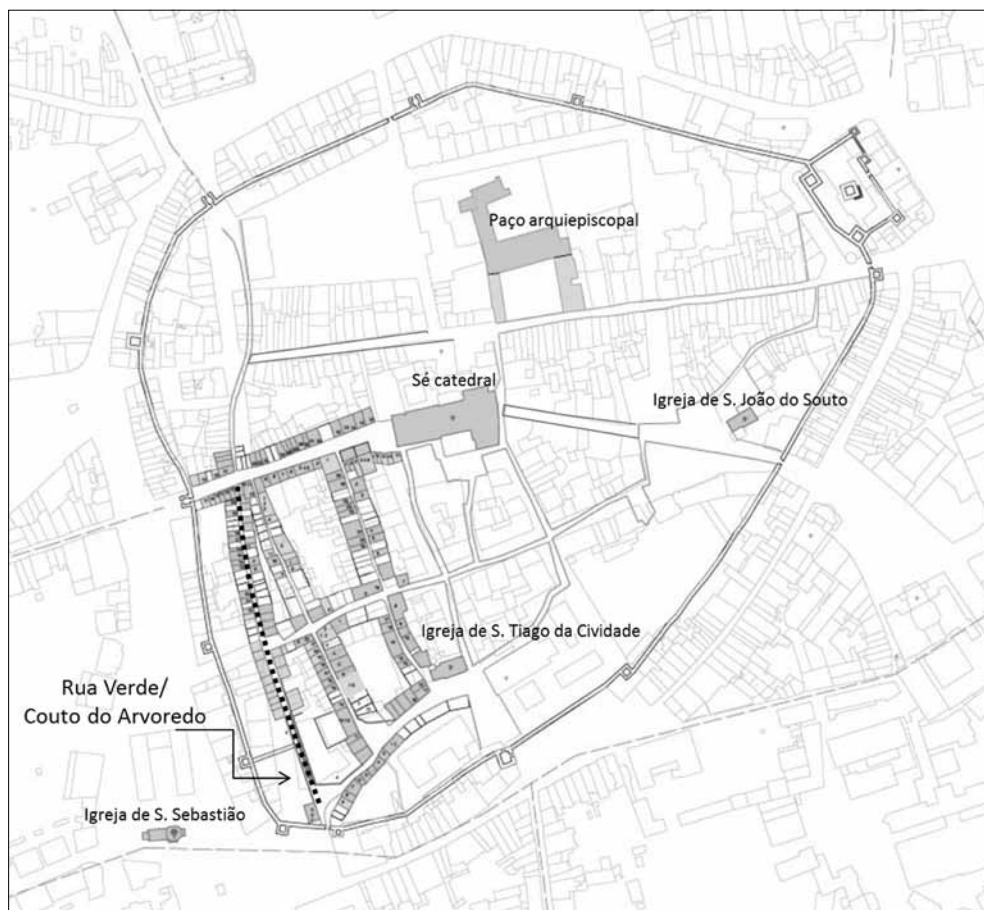 Paço arquiepiscopal
Sé catedral
Igreja de S. João do Souto
Igreja de S. Tiago da Cividade
Rua Verde/
Couto do Arvoredo
Igreja de S. Sebastião